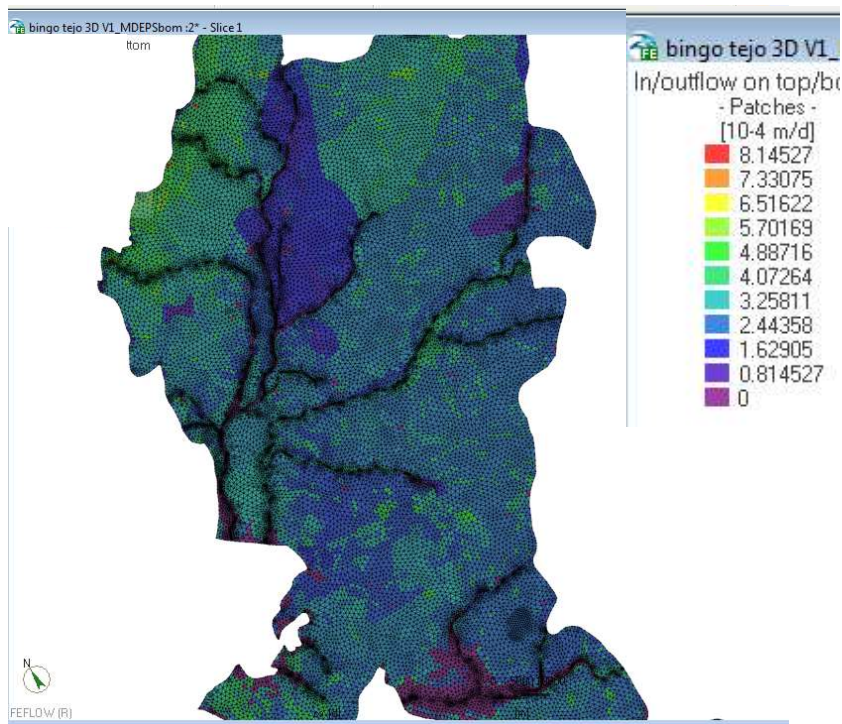 bingo tejo 3D V1_MDEPSbom :2* - Slice 1
ttom
bingo tejo 3D V1_
In/outflow on top/bo
- Patches -
[10-4 m/d]
8.14527
7.33075
6.51622
5.70169
4.88716
4.07264
3.25811
2.44358
1.62905
0.814527
0
N
FEFLOW (R)